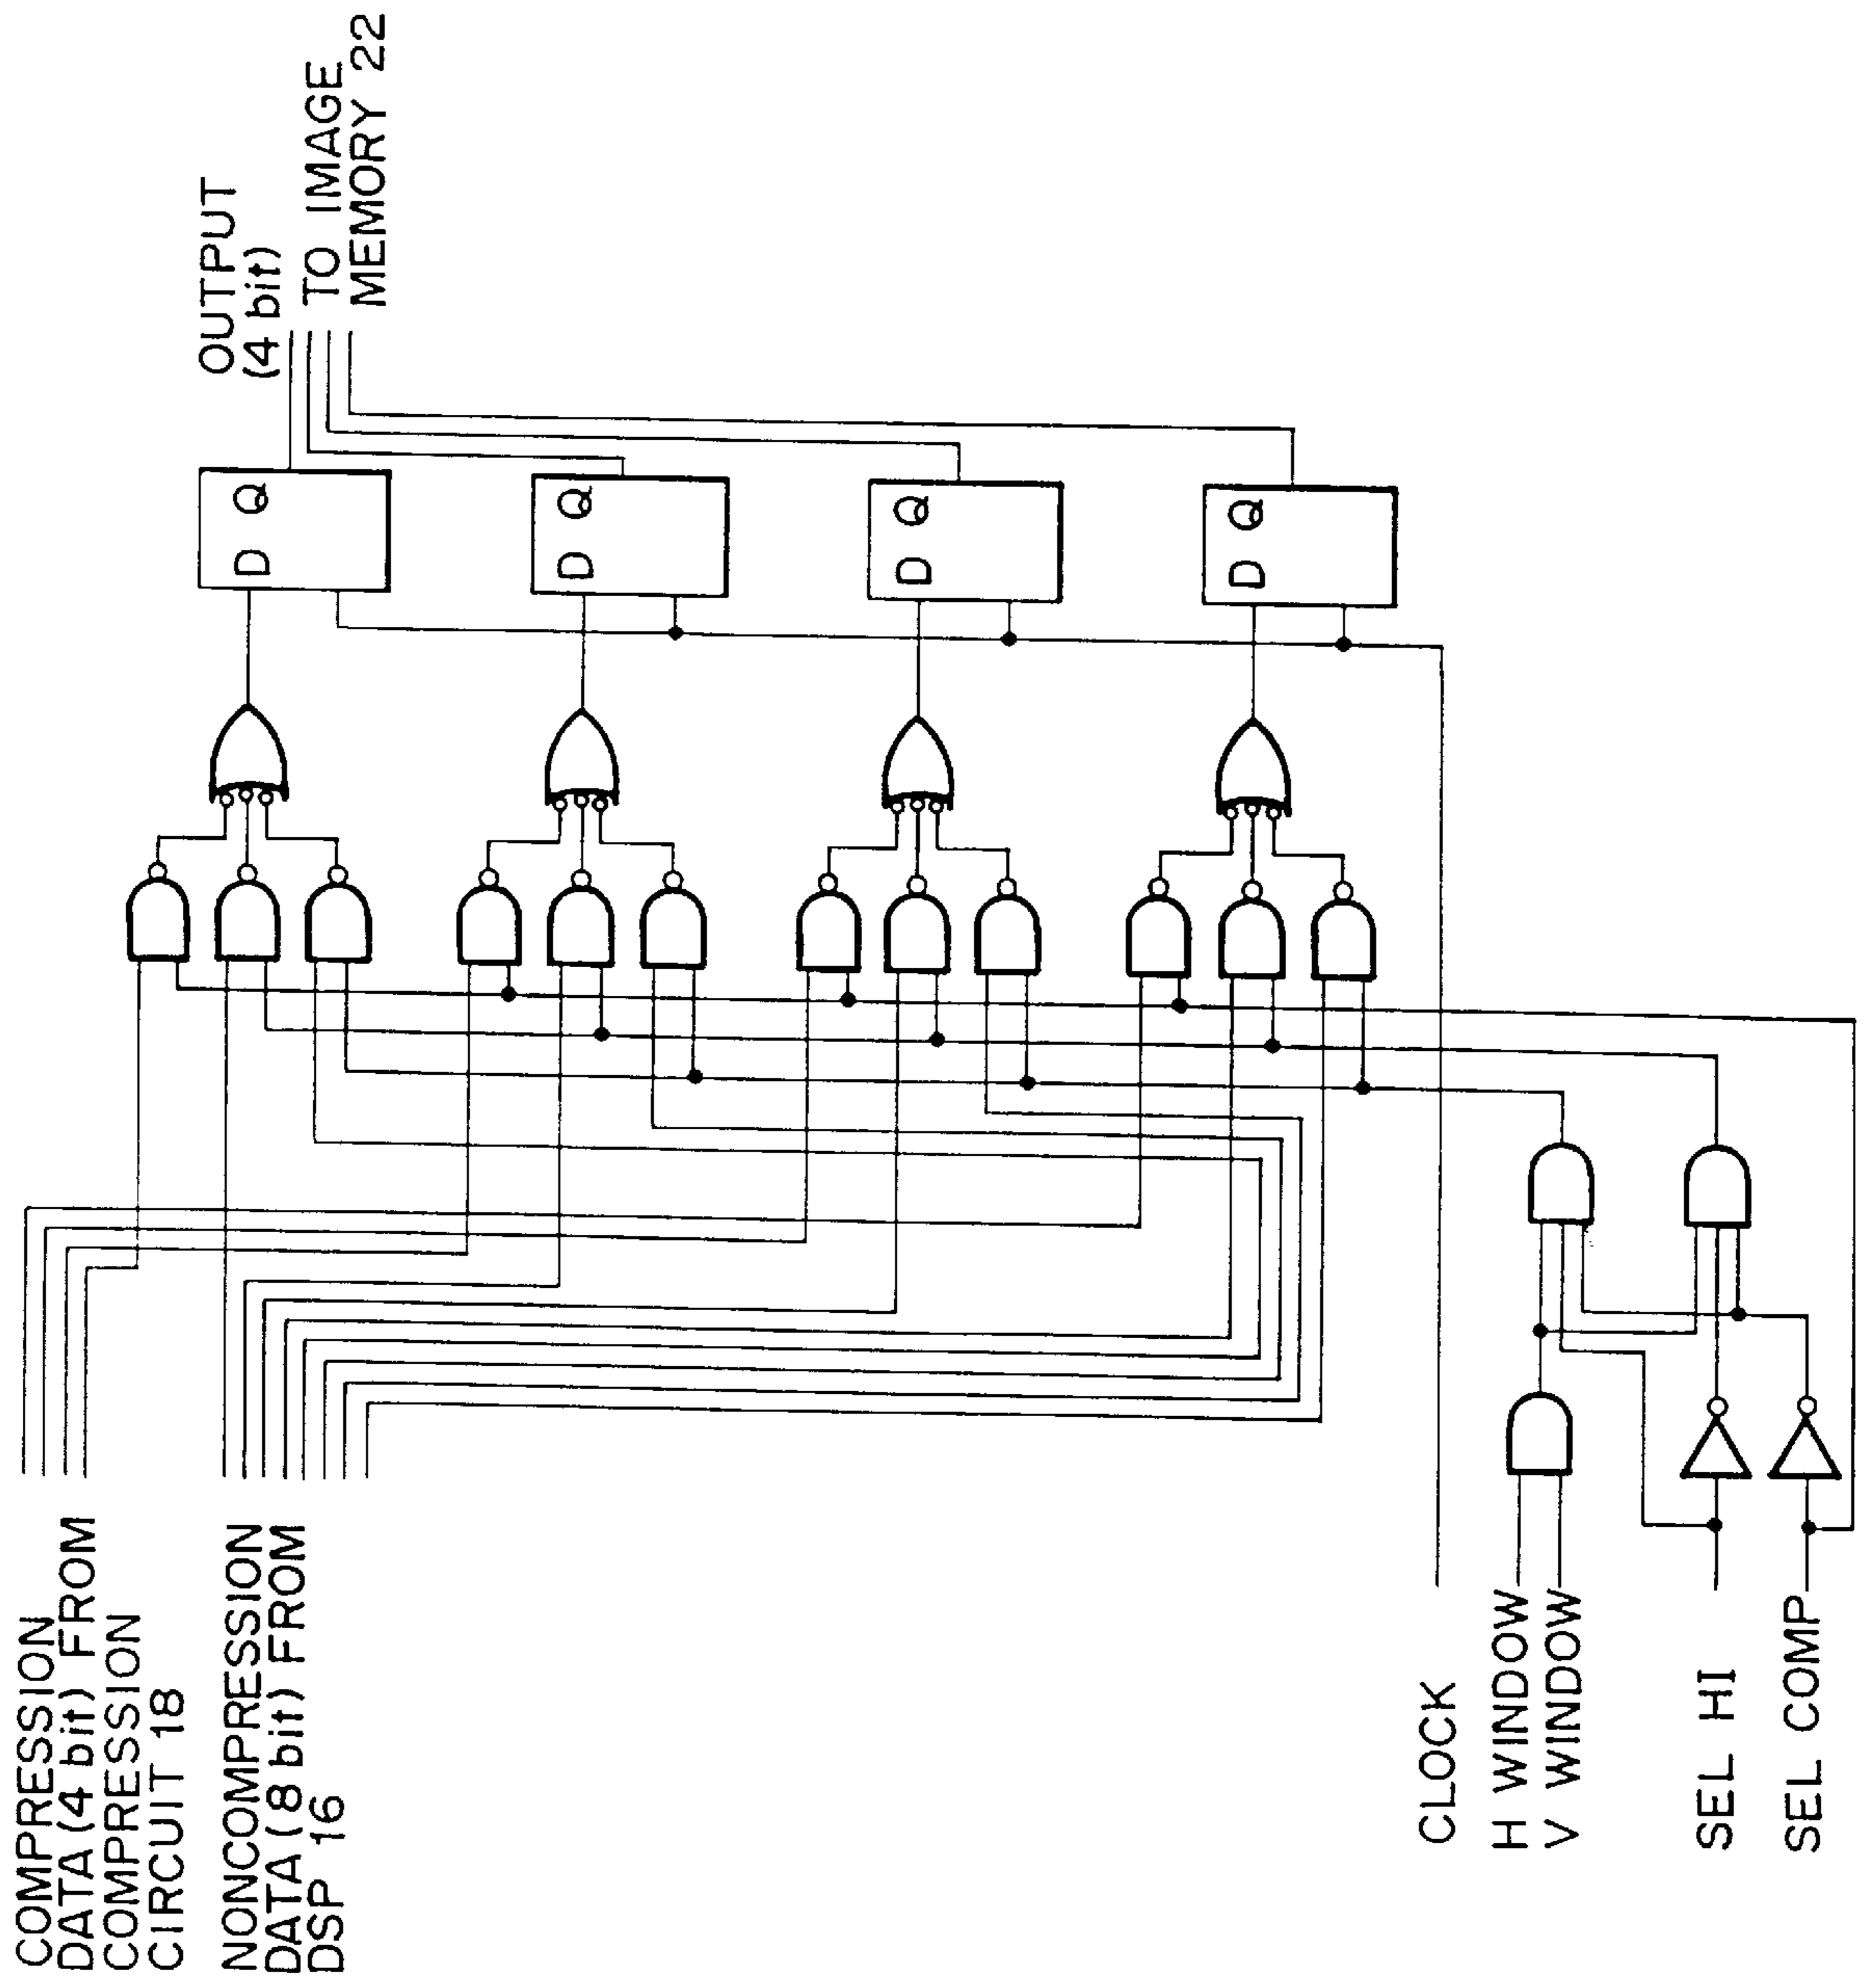 COMPRESSION
DATA (4 bit) FROM
COMPRESSION
CIRCUIT 18
NONCOMPRESSION
DATA (8 bit) FROM
DSP 16
CLOCK
H WINDOW
V WINDOW
SEL HI
SEL COMP
D Q
D Q
D Q
D Q
OUTPUT
(4 bit)
TO IMAGE
MEMORY 22